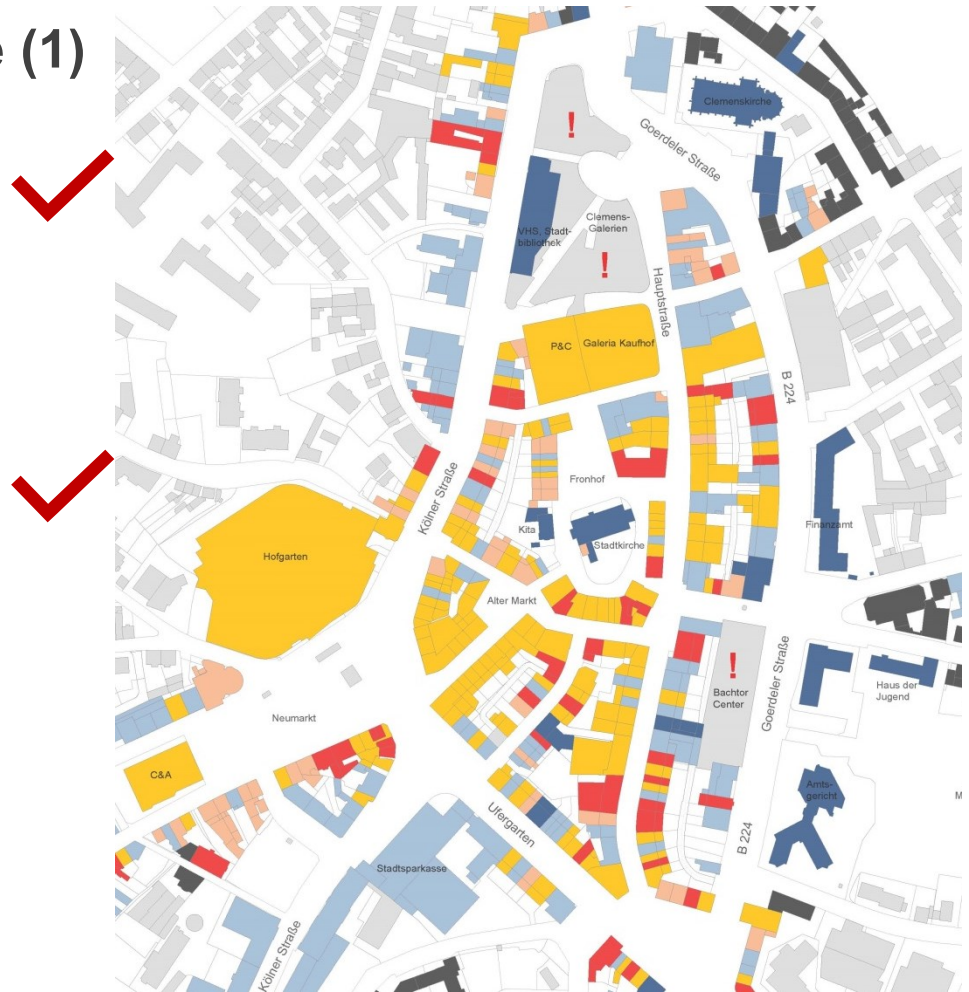 e (1)
Clemenskirche
!
Goerdeler Straße
VHS, Stadt-
bibliothek
Clemens-
Galerien
!
Hauptstraße
P&C
Galeria Kaufhof
B 224
Kölner Straße
Fronhof
Kita
Stadtkirche
Finanzamt
Hofgarten
Alter Markt
!
Bachtor
Center
Goerdeler Straße
Haus der
Jugend
Neumarkt
C&A
Ufergarten
Amts-
gericht
M
B 224
Stadtsparkasse
Kölner Straße